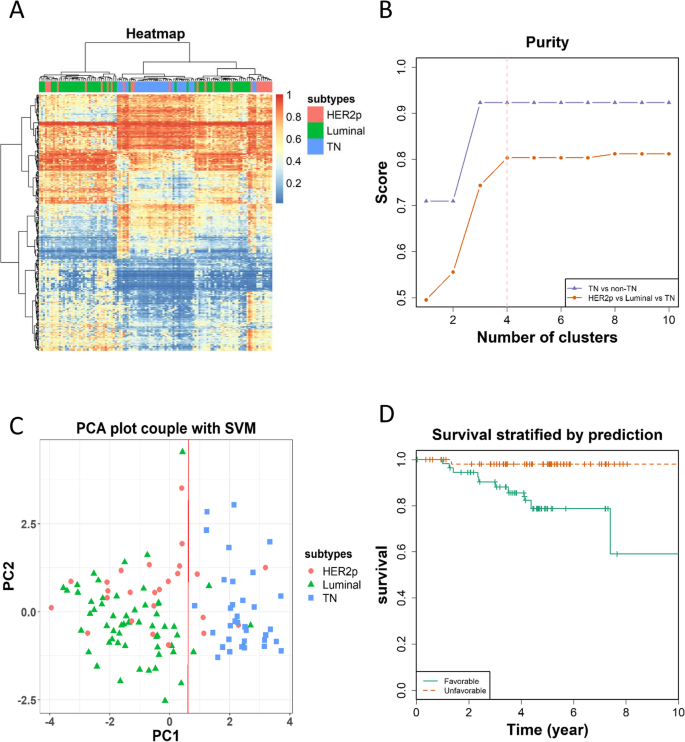 A
Heatmap
1
0.8
0.6
0.4
0.2
subtypes
HER2p
Luminal
TN
B
Purity
Score
1.0
0.9
0.8
0.7
0.6
0.5
2
4
6
8
10
Number of clusters
TN vs non-TN
HER2p vs Luminal vs TN
C
PCA plot couple with SVM
PC2
2.5
0.0
-2.5
-4
-2
0
2
4
PC1
subtypes
HER2p
Luminal
TN
D
Survival stratified by prediction
survival
1.0
0.8
0.6
0.4
0.2
0.0
0
2
4
6
8
10
Time (year)
Favorable
Unfavorable